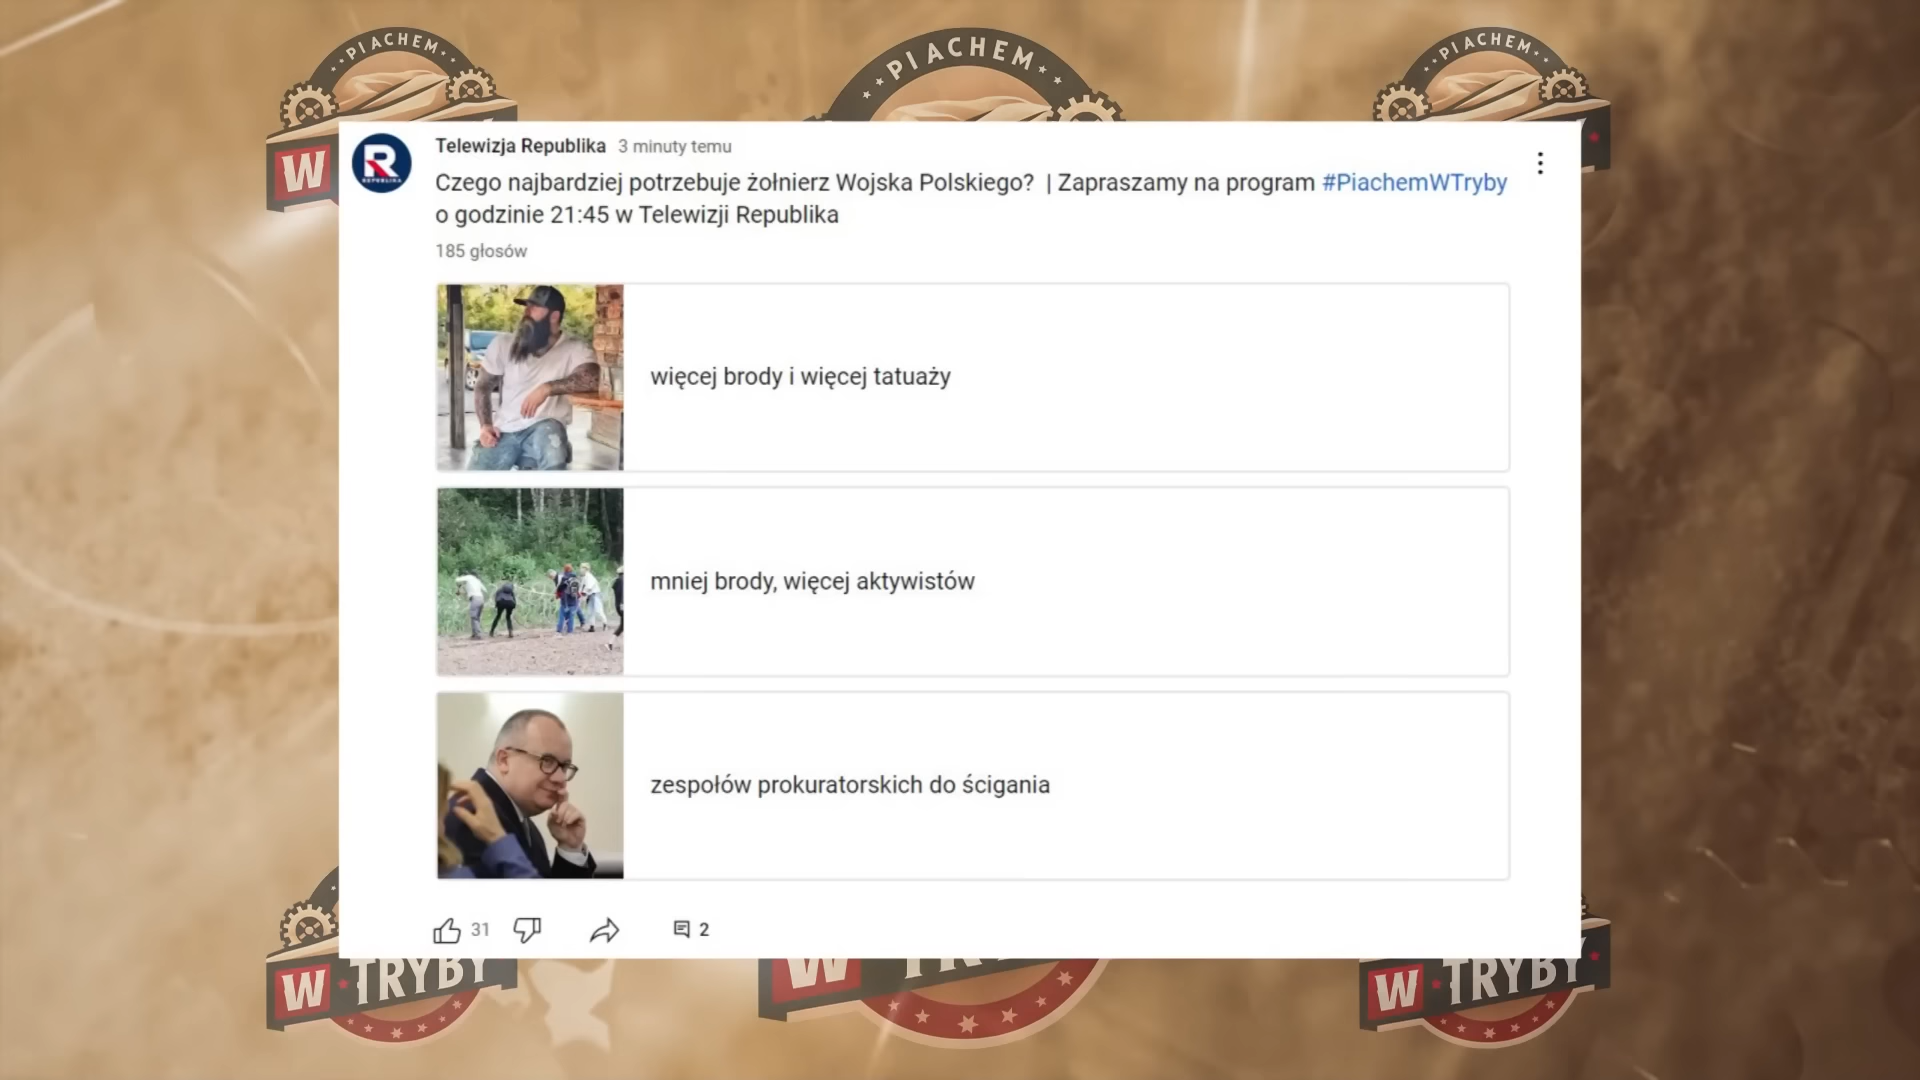 PIACHEM
PIACHEM
PIACHEM
W
Telewizja Republika 3 minuty temu
Czego najbardziej potrzebuje żołnierz Wojska Polskiego? | Zapraszamy na program #PiachemWTryby
o godzinie 21:45 w Telewizji Republika
185 głosów
R
REPUBLIKA
więcej brody i więcej tatuaży
mniej brody, więcej aktywistów
zespołów prokuratorskich do ścigania
31
2
W TRYBY
W
W TRYBY